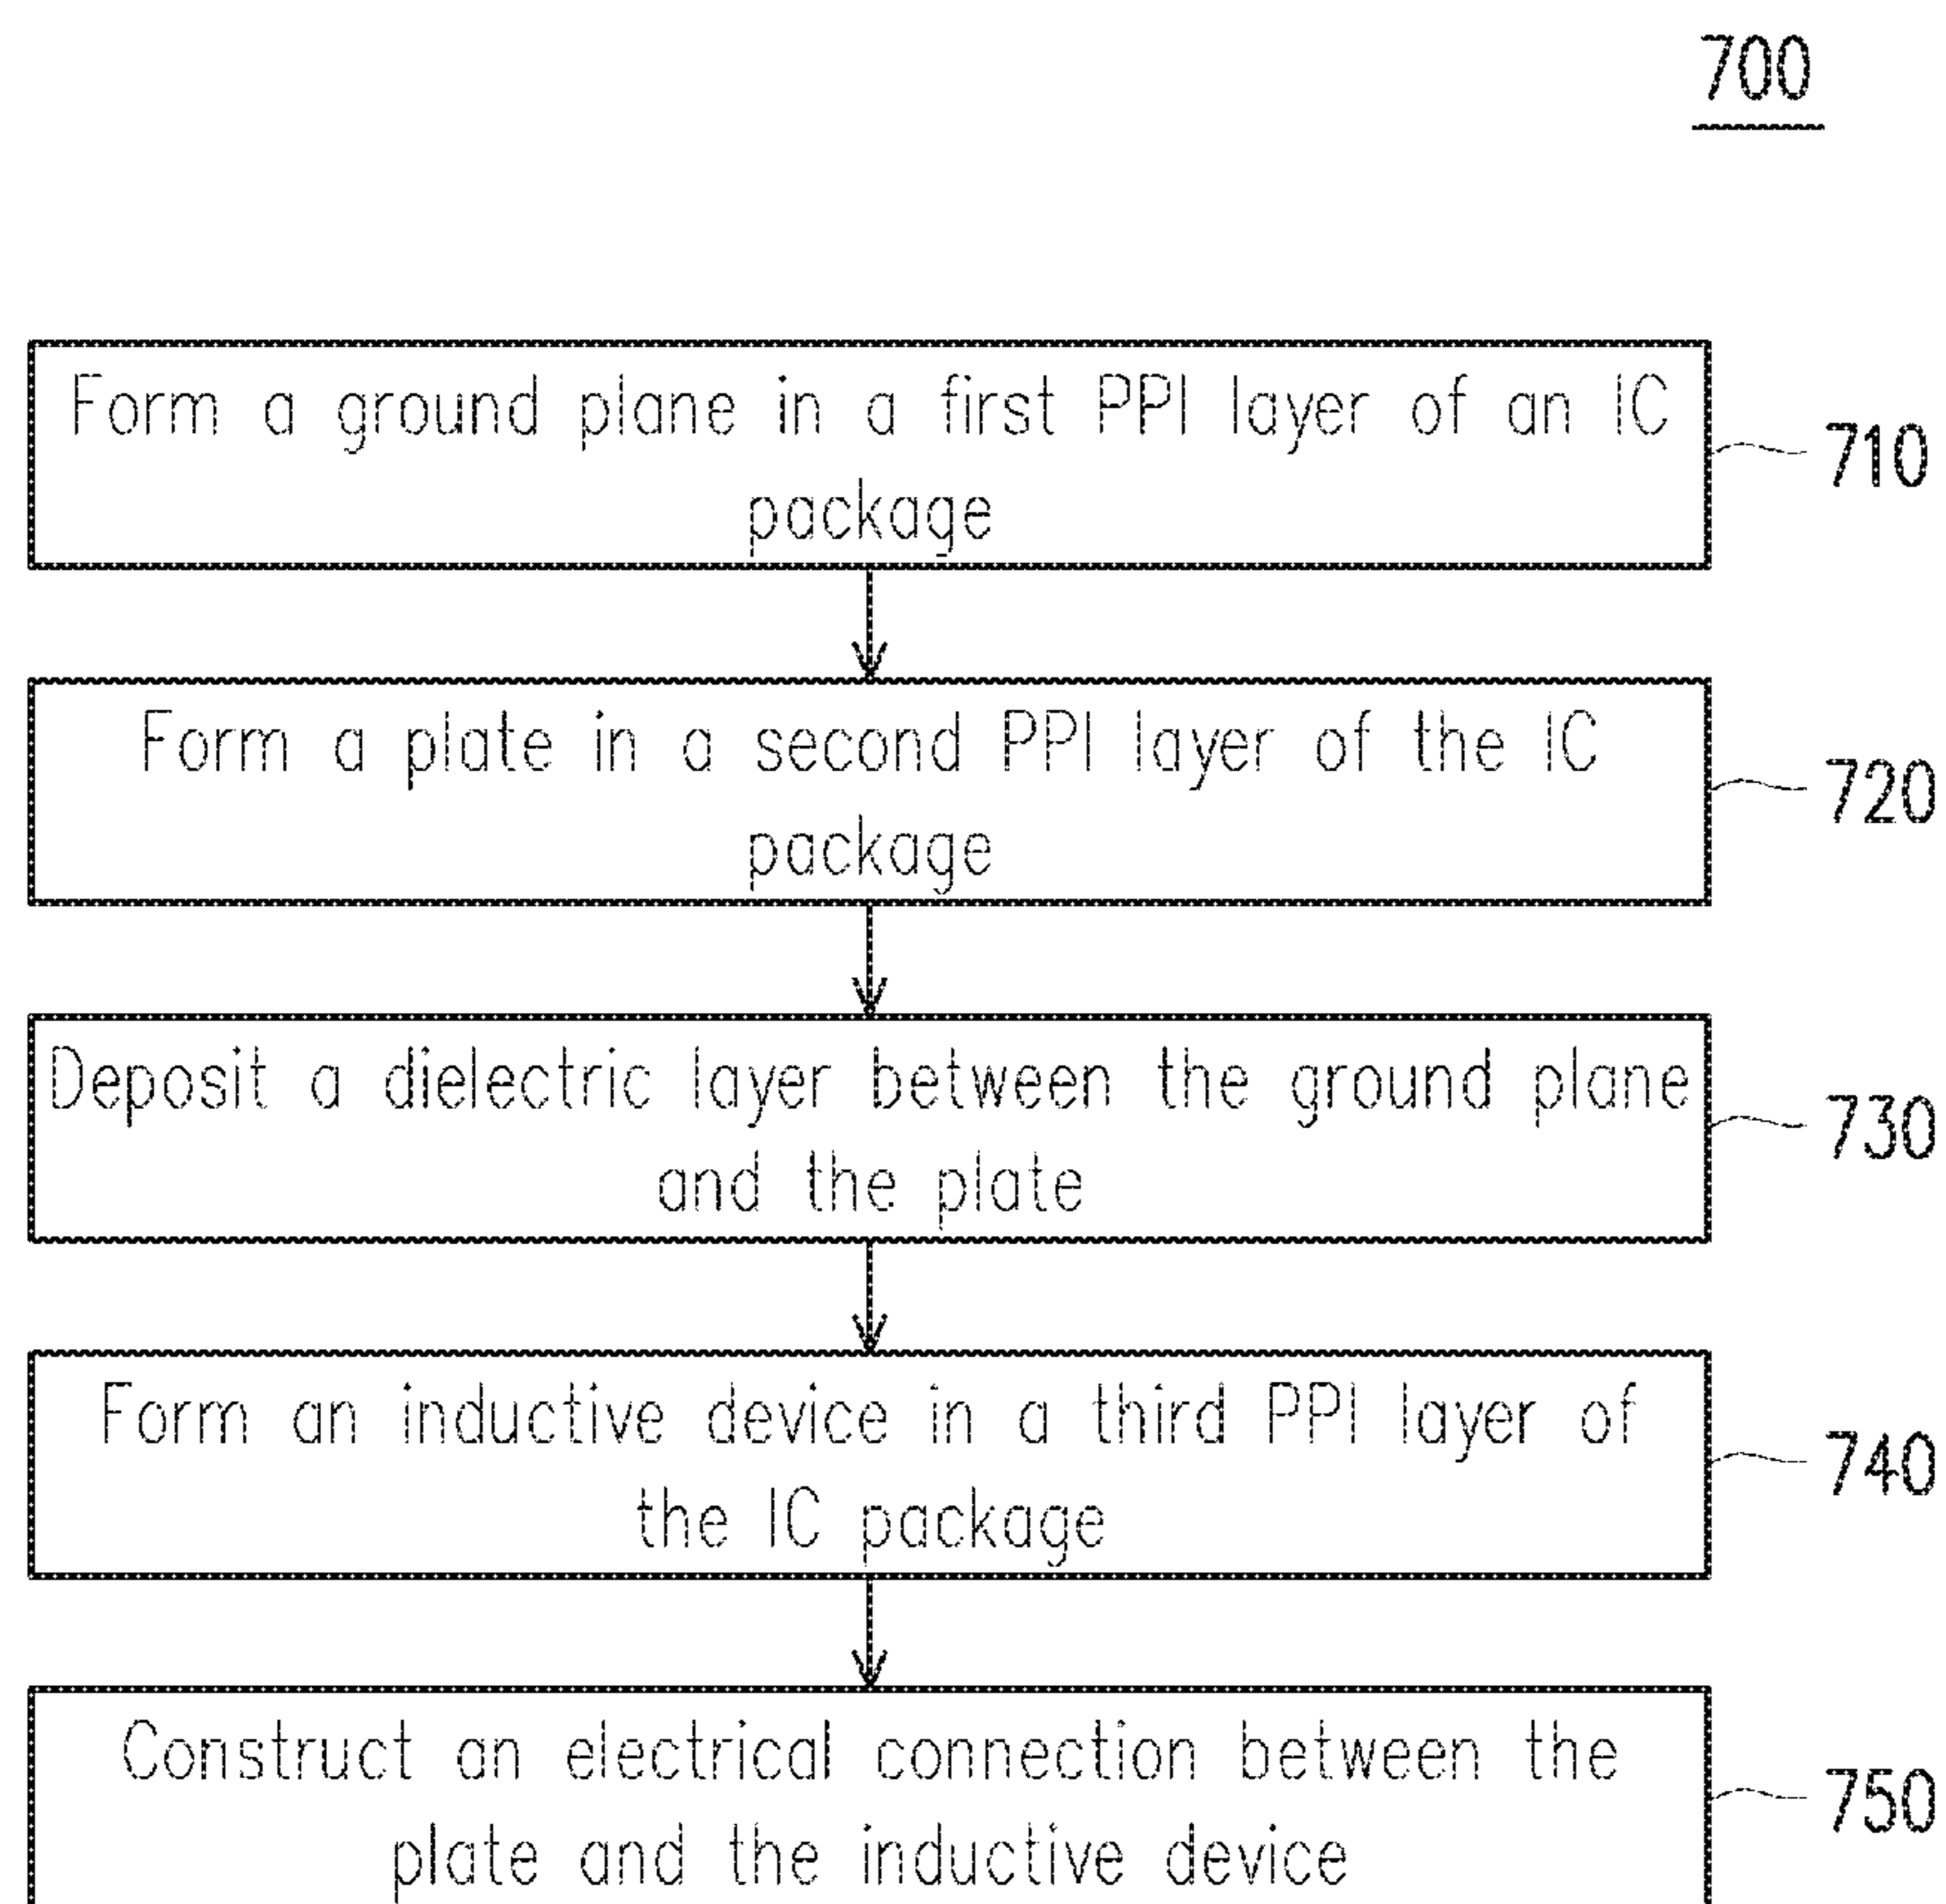 700
Form a ground plane in a first PPI layer of an IC
package
710
Form a plate in a second PPI layer of the IC
package
720
Deposit a dielectric layer between the ground plane
and the plate
730
Form an inductive device in a third PPI layer of
the IC package
740
Construct an electrical connection between the
plate and the inductive device
750